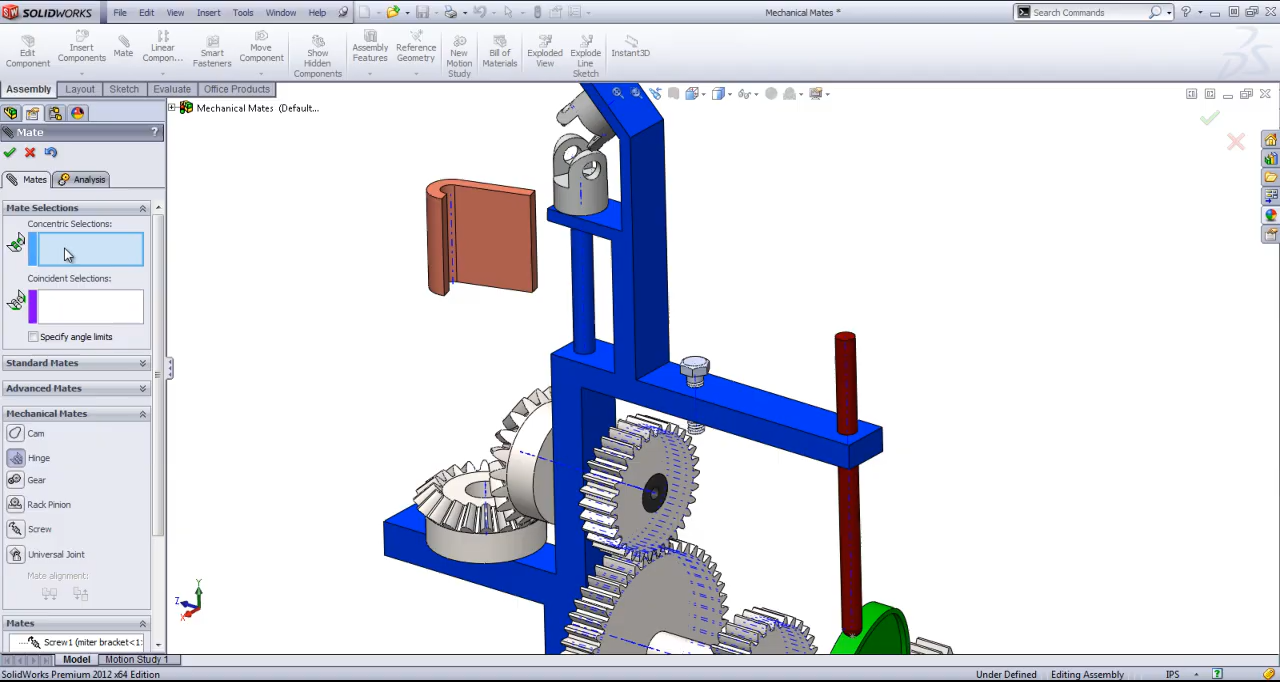 SOLIDWORKS File Edit View Insert Tools Window Help Mechanical Mates * Search Commands
Edit Component
Insert Components
Mate
Linear Compon...
Smart Fasteners
Move Component
Show Hidden Components
Assembly Features
Reference Geometry
New Motion Study
Bill of Materials
Exploded View
Explode Line Sketch
Instant3D
Assembly Layout Sketch Evaluate Office Products
Mechanical Mates (Default...
Mate ?
Mates Analysis
Mate Selections
Concentric Selections:
Coincident Selections:
Specify angle limits
Standard Mates
Advanced Mates
Mechanical Mates
Cam
Hinge
Gear
Rack Pinion
Screw
Universal Joint
Mate alignment:
Mates
Screw1 (miter bracket<1
Y
Z
X
Model Motion Study 1
SolidWorks Premium 2012 x64 Edition Under Defined Editing Assembly IPS ?